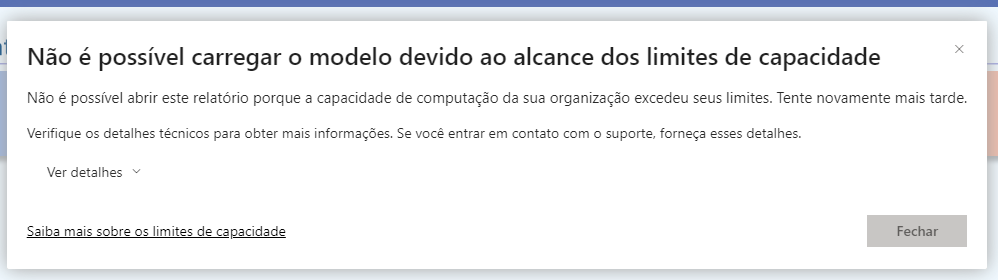 Não é possível carregar o modelo devido ao alcance dos limites de capacidade
Não é possível abrir este relatório porque a capacidade de computação da sua organização excedeu seus limites. Tente novamente mais tarde.
Verifique os detalhes técnicos para obter mais informações. Se você entrar em contato com o suporte, forneça esses detalhes.
Ver detalhes
Saiba mais sobre os limites de capacidade
Fechar